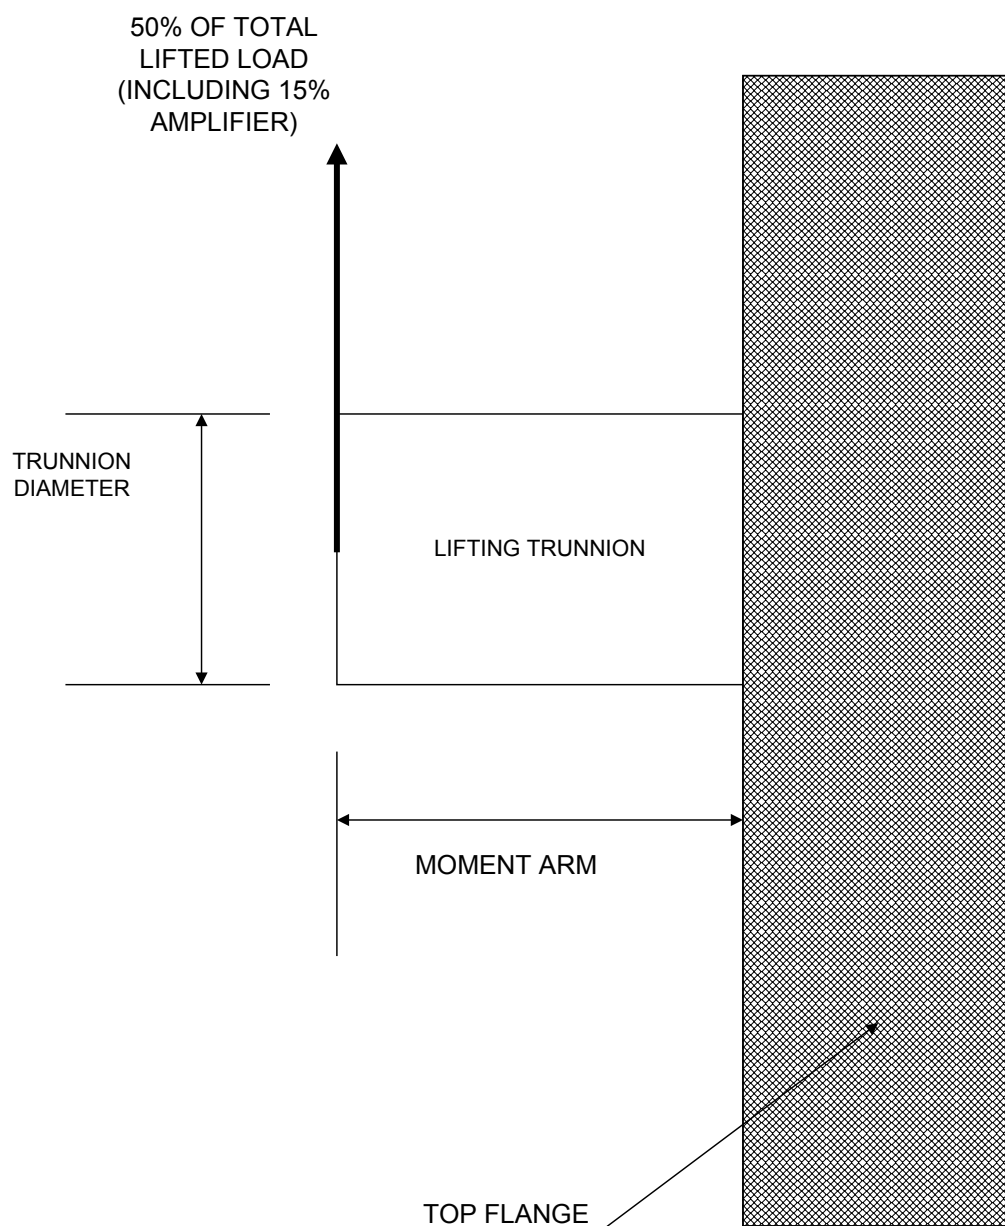 50% OF TOTAL
LIFTED LOAD
(INCLUDING 15%
AMPLIFIER)
TRUNNION
DIAMETER
LIFTING TRUNNION
MOMENT ARM
TOP FLANGE